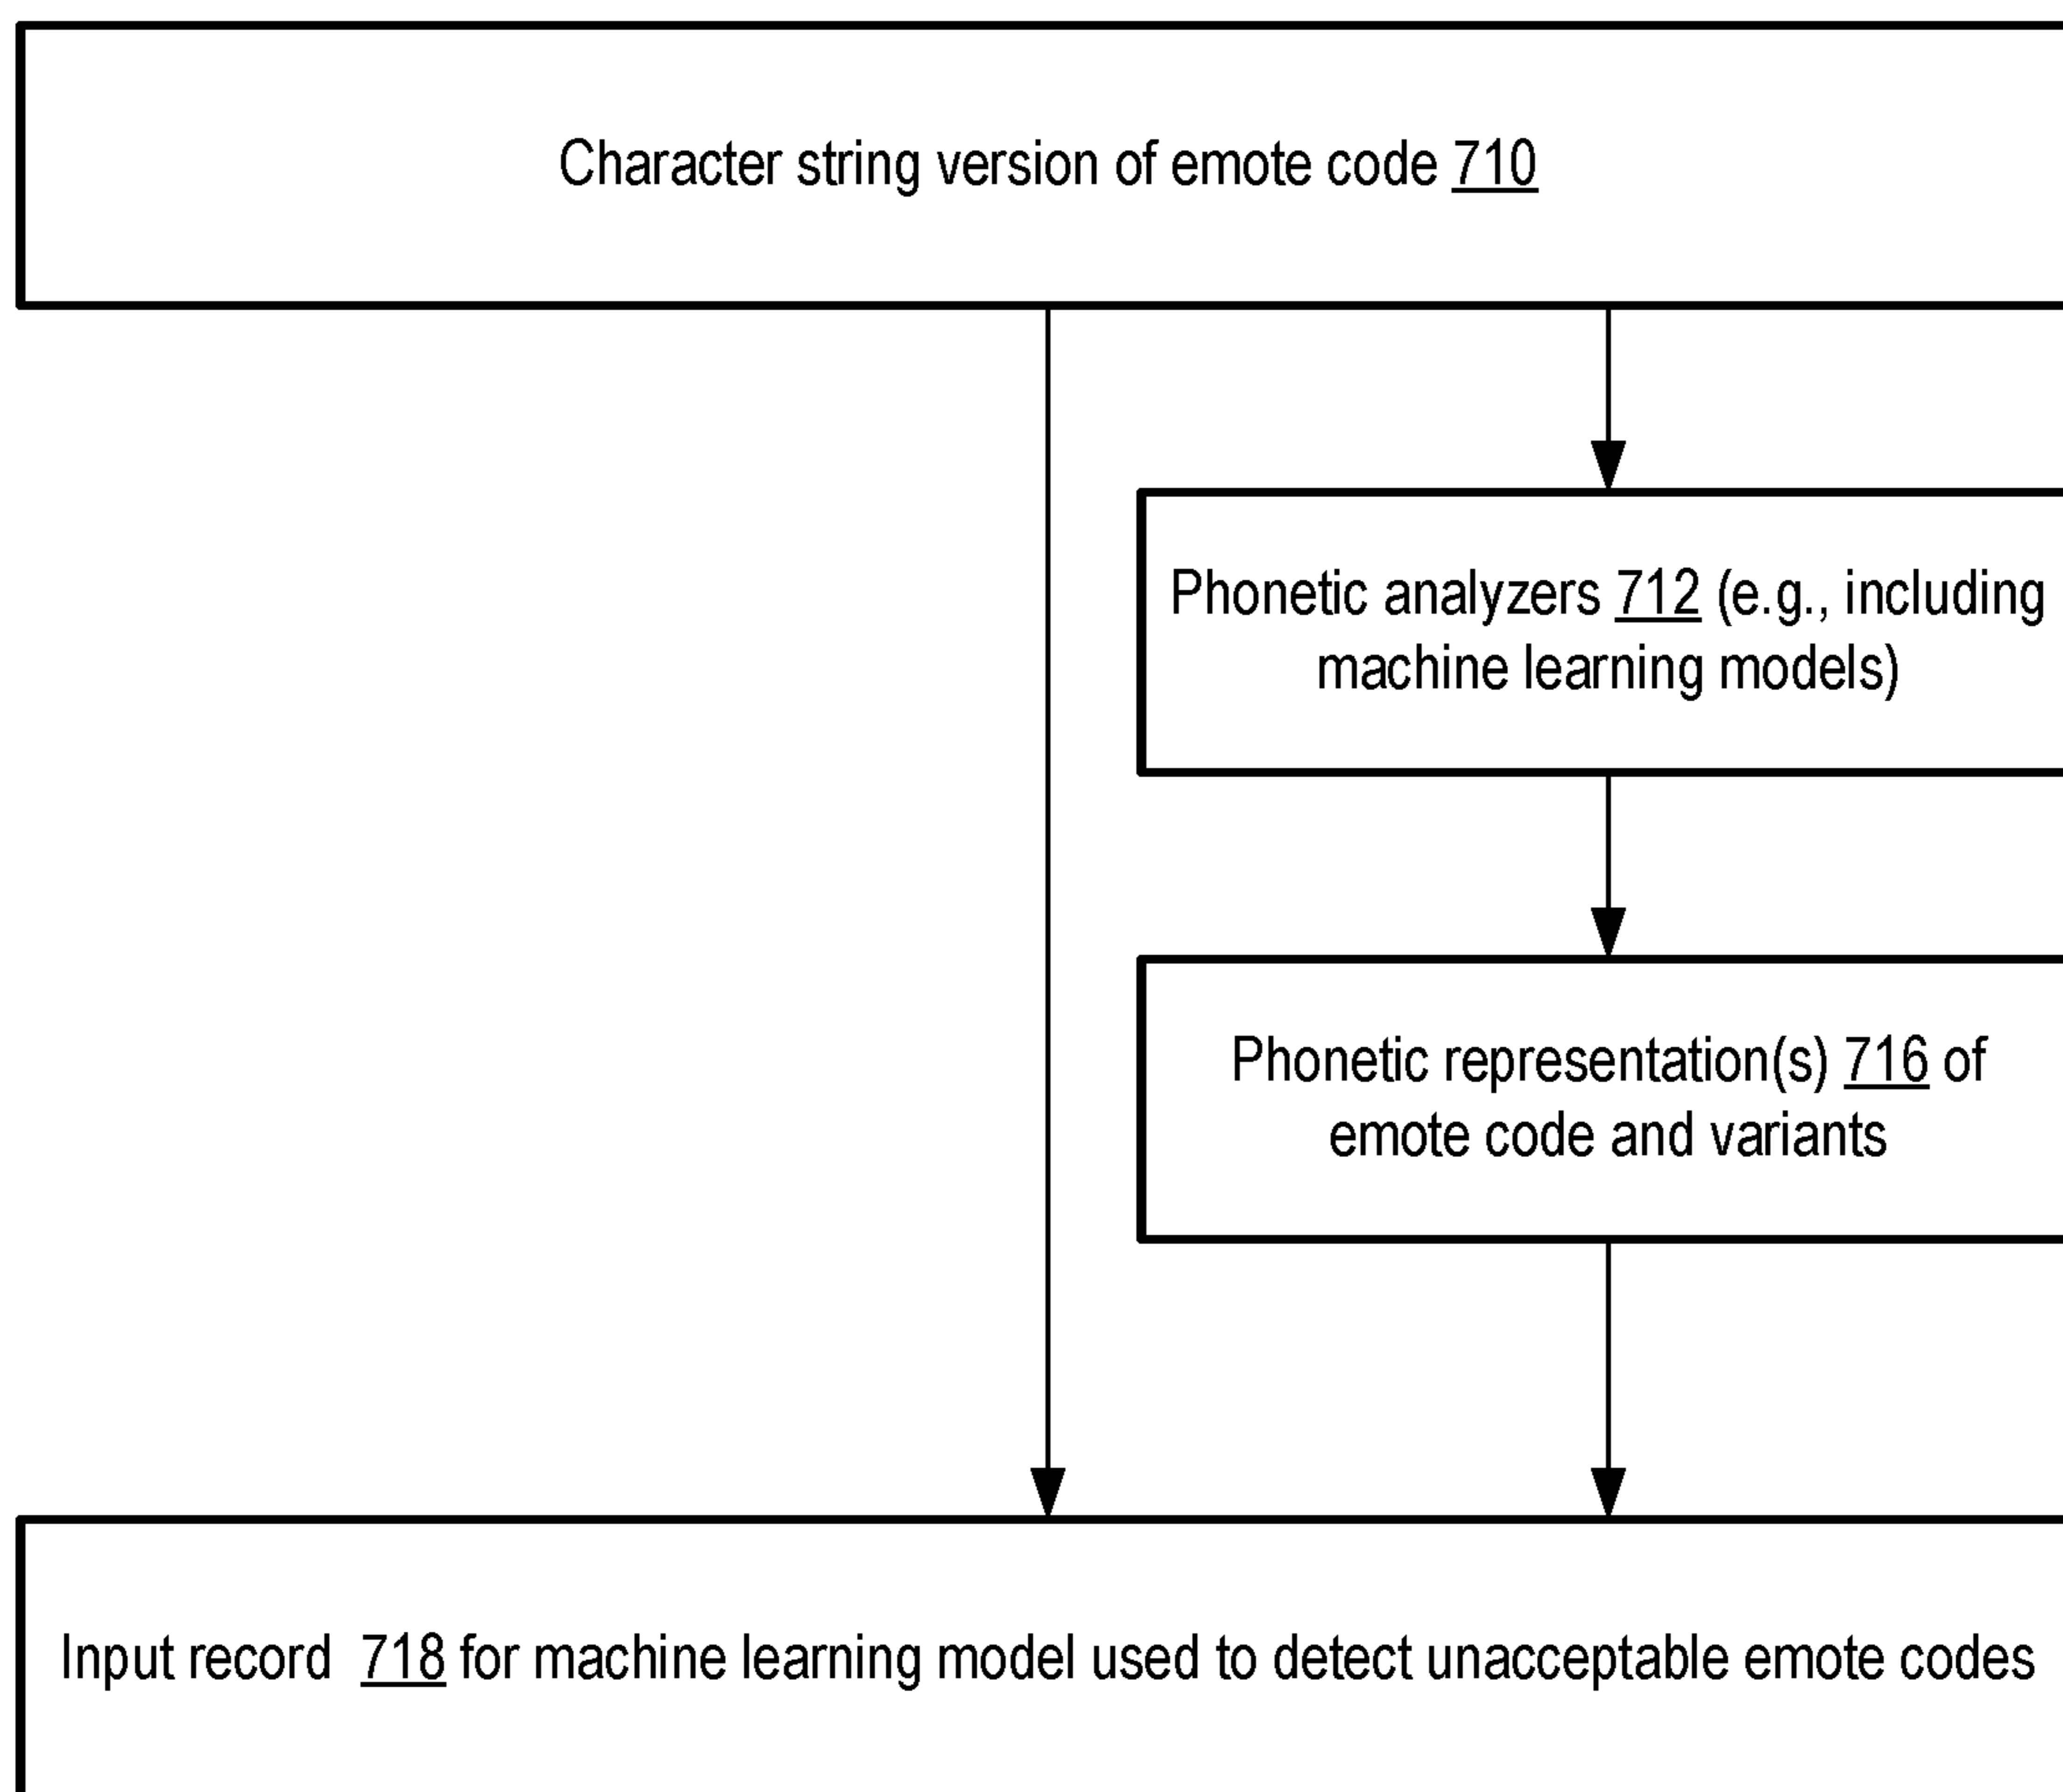 Character string version of emote code 710
Phonetic analyzers 712 (e.g., including
machine learning models)
Phonetic representation(s) 716 of
emote code and variants
Input record 718 for machine learning model used to detect unacceptable emote codes